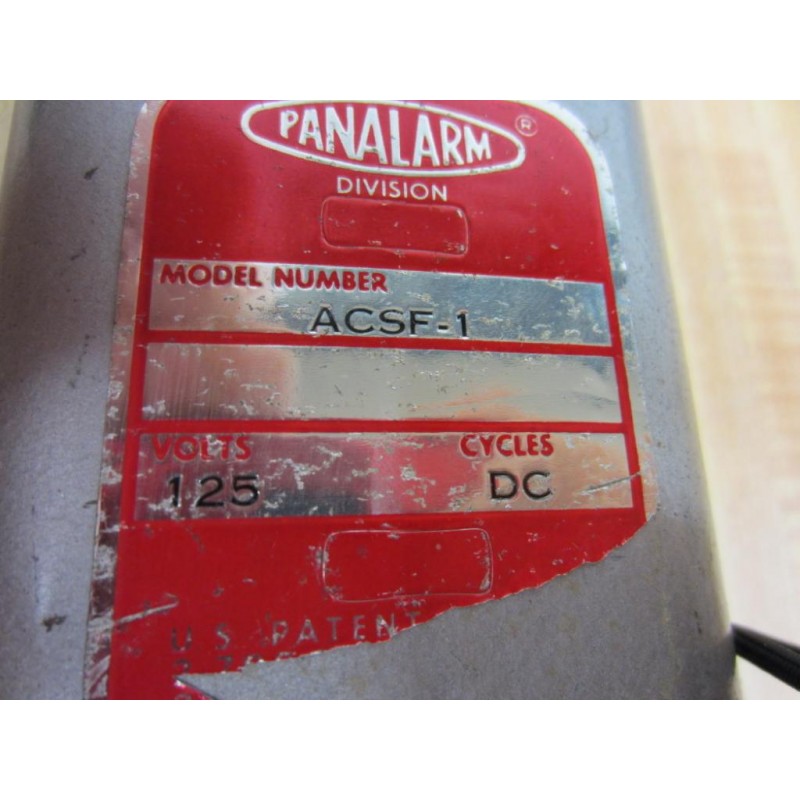 PANALARM ®
DIVISION
MODEL NUMBER
ACSF-1
VOLTS CYCLES
125 DC
U S PATENT